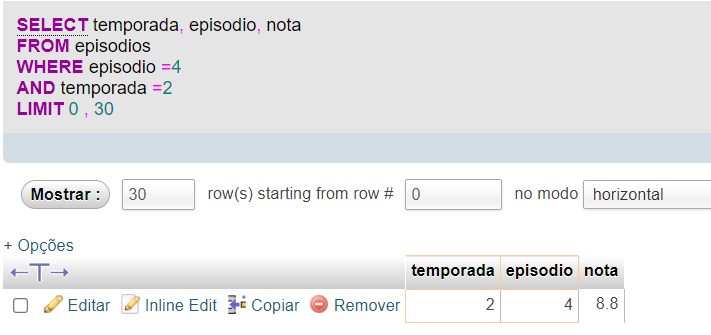 SELECT temporada, episodio, nota
FROM episodios
WHERE episodio =4
AND temporada =2
LIMIT 0 , 30
Mostrar : 30 row(s) starting from row # 0 no modo horizontal
+ Opções
←T→ temporada episodio nota
Editar Inline Edit Copiar Remover 2 4 8.8